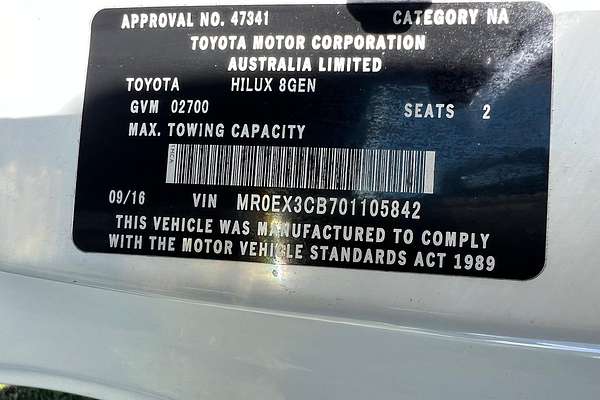 APPROVAL NO. 47341 CATEGORY NA
TOYOTA MOTOR CORPORATION
AUSTRALIA LIMITED
TOYOTA HILUX 8GEN
GVM 02700 SEATS 2
MAX. TOWING CAPACITY
09/16 VIN MR0EX3CB701105842
THIS VEHICLE WAS MANUFACTURED TO COMPLY
WITH THE MOTOR VEHICLE STANDARDS ACT 1989